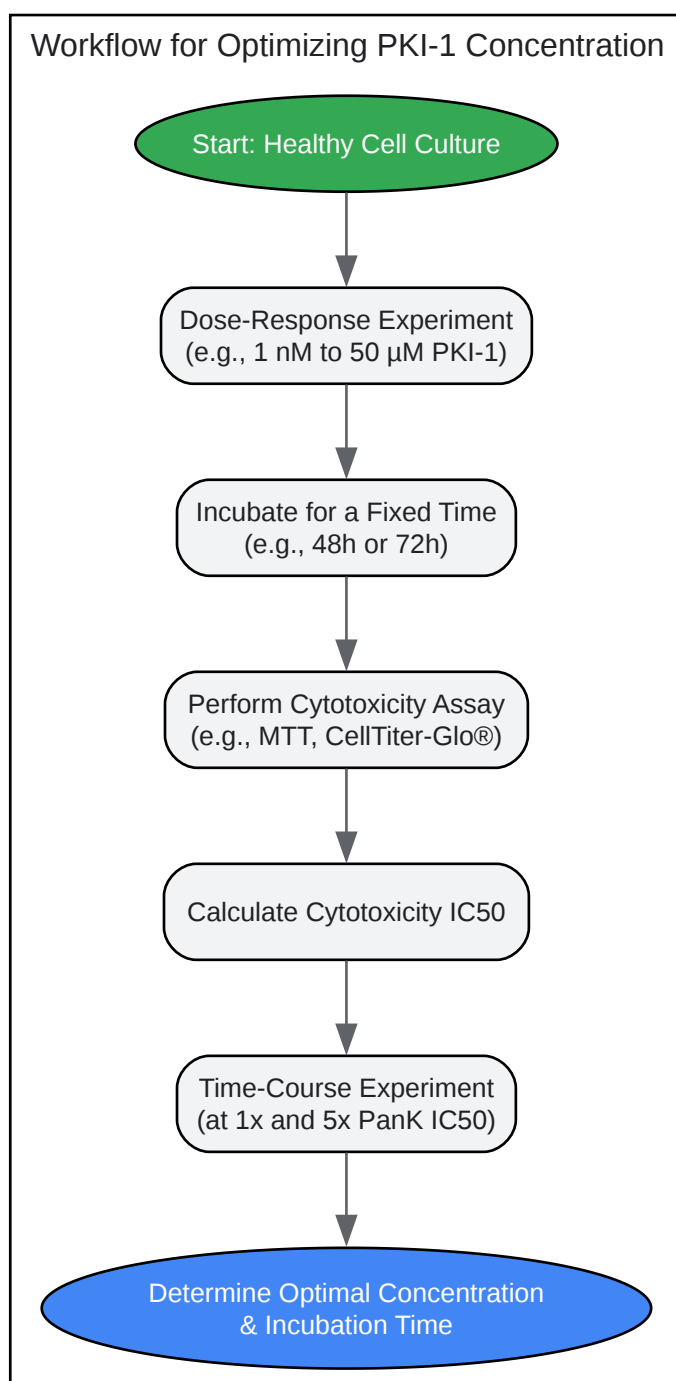 Workflow for Optimizing PKI-1 Concentration
Start: Healthy Cell Culture
Dose-Response Experiment
(e.g., 1 nM to 50 µM PKI-1)
Incubate for a Fixed Time
(e.g., 48h or 72h)
Perform Cytotoxicity Assay
(e.g., MTT, CellTiter-Glo®)
Calculate Cytotoxicity IC50
Time-Course Experiment
(at 1x and 5x PanK IC50)
Determine Optimal Concentration
& Incubation Time